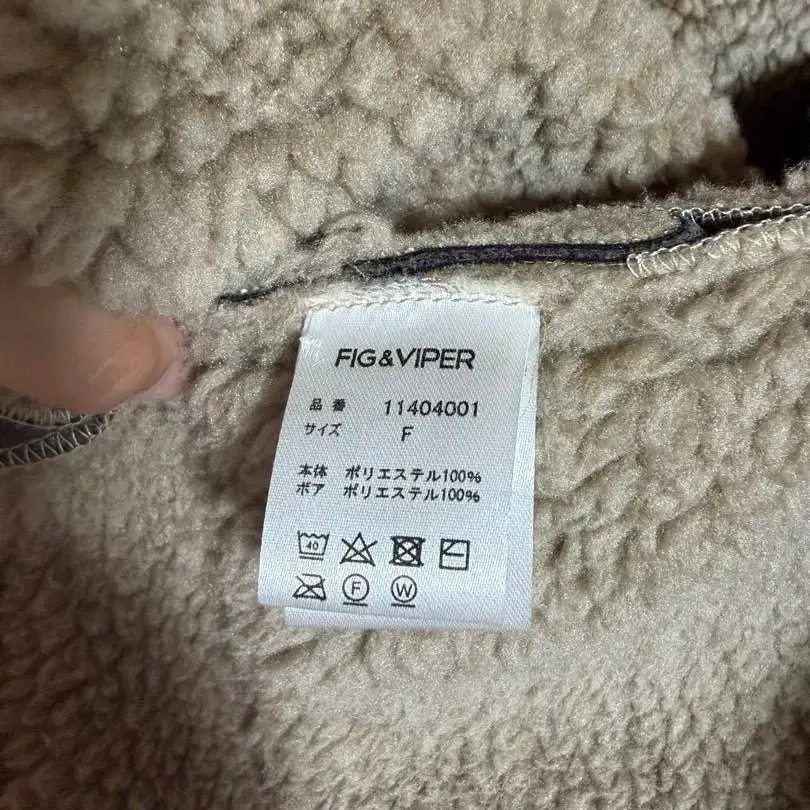 FIG&VIPER
品番 11404001
サイズ F
本体 ポリエステル100%
ボア ポリエステル100%
40
F W